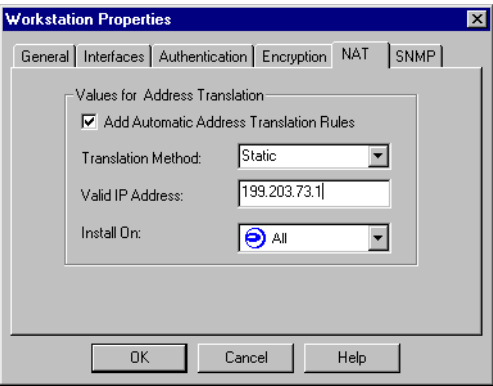 Workstation Properties
General Interfaces Authentication Encryption NAT SNMP
Values for Address Translation
Add Automatic Address Translation Rules
Translation Method: Static
Valid IP Address: 199.203.73.1
Install On: All
OK Cancel Help